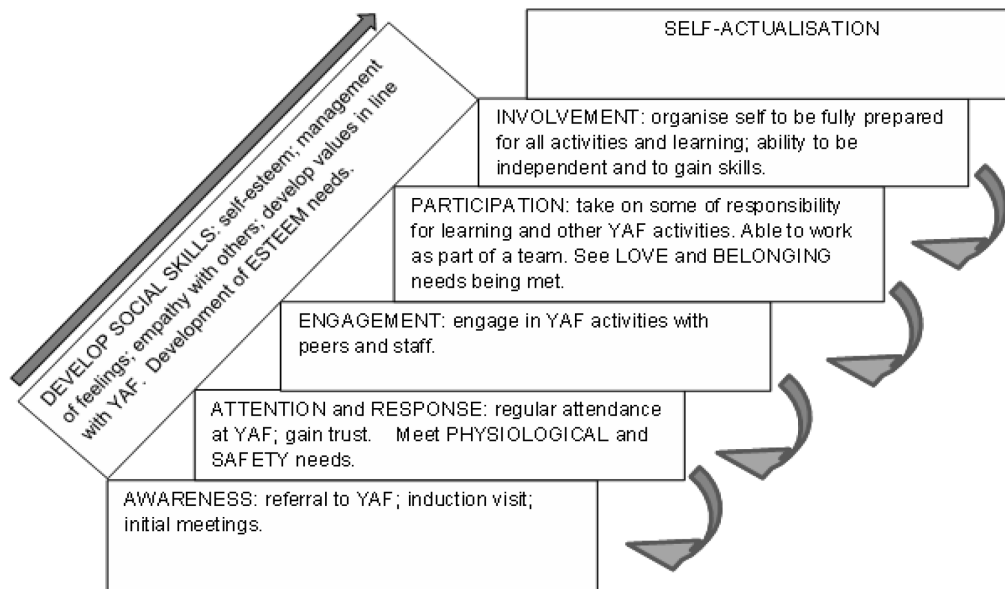 SELF-ACTUALISATION
INVOLVEMENT: organise self to be fully prepared
for all activities and learning; ability to be
independent and to gain skills.
PARTICIPATION: take on some of responsibility
for learning and other YAF activities. Able to work
as part of a team. See LOVE and BELONGING
needs being met.
ENGAGEMENT: engage in YAF activities with
peers and staff.
ATTENTION and RESPONSE: regular attendance
at YAF; gain trust. Meet PHYSIOLOGICAL and
SAFETY needs.
AWARENESS: referral to YAF; induction visit;
initial meetings.
DEVELOP SOCIAL SKILLS: self-esteem; management
of feelings; empathy with others; develop values in line
with YAF. Development of ESTEEM needs.